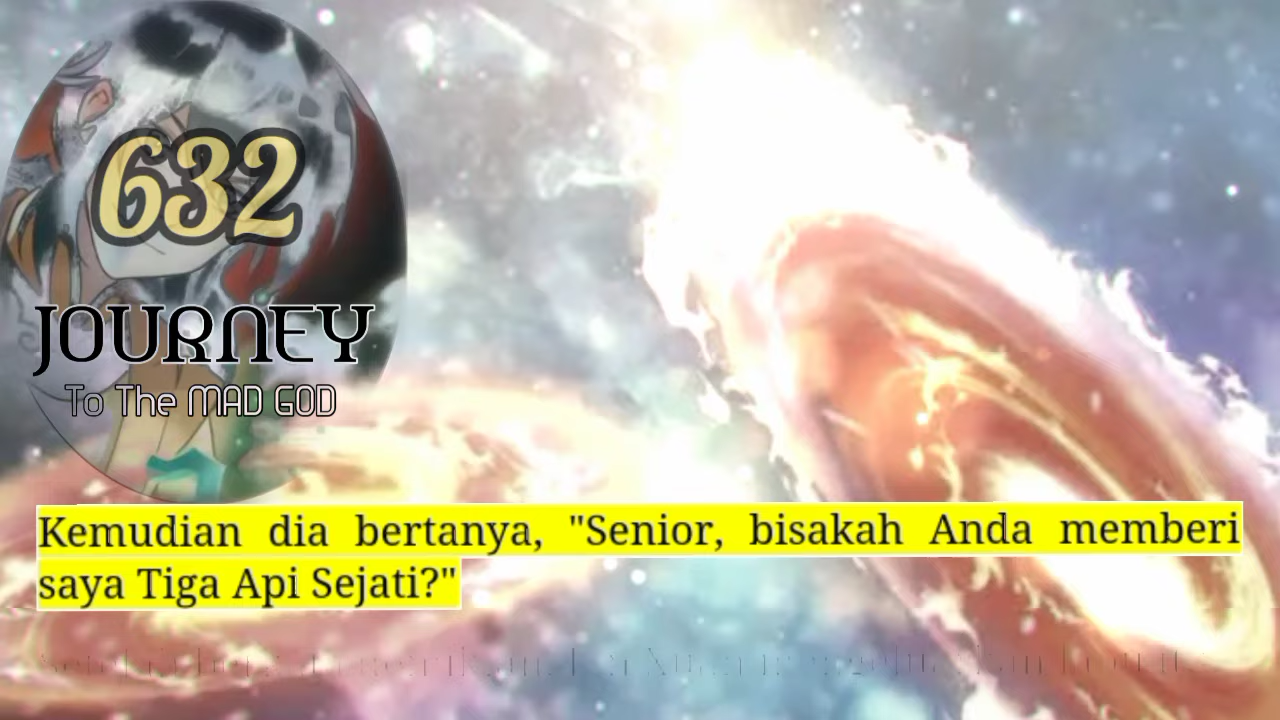 632
JOURNEY
To The MAD GOD
Kemudian dia bertanya, "Senior, bisakah Anda memberi
saya Tiga Api Sejati?"